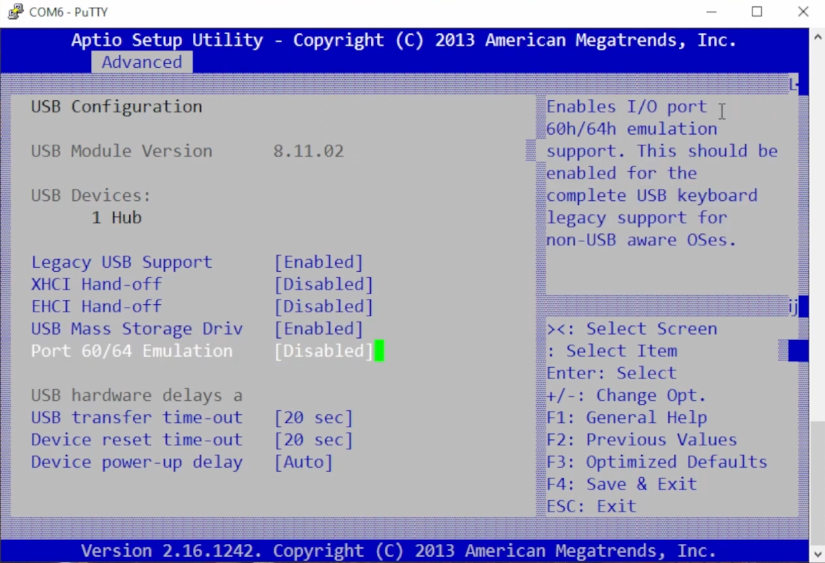 COM6 - PuTTY
Aptio Setup Utility - Copyright (C) 2013 American Megatrends, Inc.
Advanced
USB Configuration
USB Module Version 8.11.02
USB Devices:
1 Hub
Legacy USB Support [Enabled]
XHCI Hand-off [Disabled]
EHCI Hand-off [Disabled]
USB Mass Storage Driv [Enabled]
Port 60/64 Emulation [Disabled]
USB hardware delays a
USB transfer time-out [20 sec]
Device reset time-out [20 sec]
Device power-up delay [Auto]
Enables I/O port
60h/64h emulation
support. This should be
enabled for the
complete USB keyboard
legacy support for
non-USB aware OSes.
><: Select Screen
: Select Item
Enter: Select
+/-: Change Opt.
F1: General Help
F2: Previous Values
F3: Optimized Defaults
F4: Save & Exit
ESC: Exit
Version 2.16.1242. Copyright (C) 2013 American Megatrends, Inc.